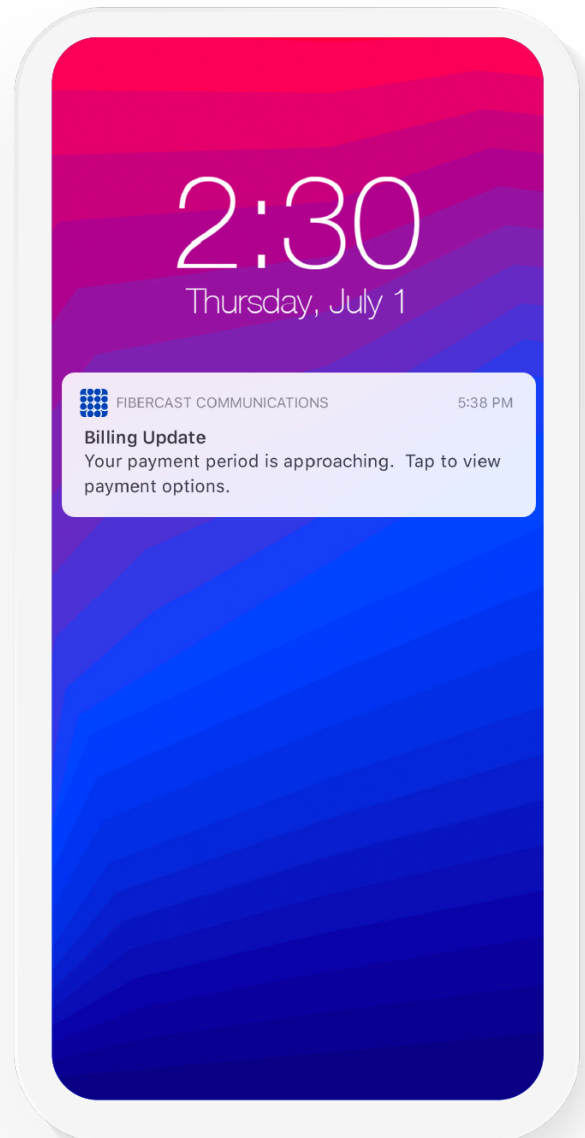 2:30
Thursday, July 1
FIBERCAST COMMUNICATIONS 5:38 PM
Billing Update
Your payment period is approaching.  Tap to view
payment options.